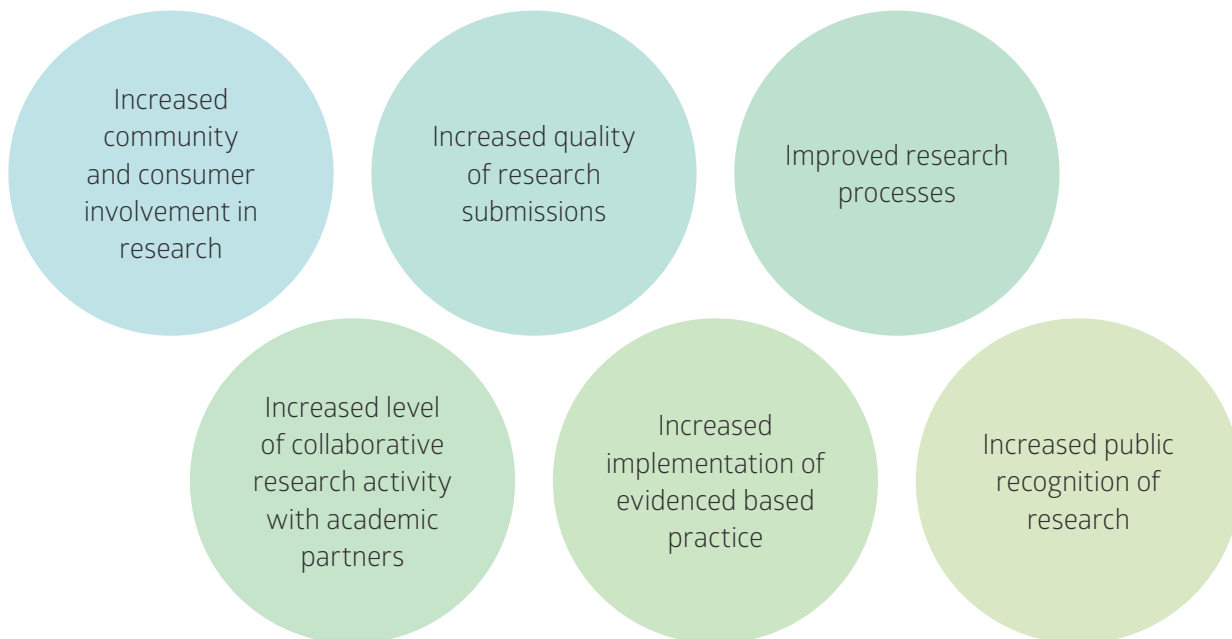 Increased
community
and consumer
involvement in
research
Increased quality
of research
submissions
Improved research
processes
Increased level
of collaborative
research activity
with academic
partners
Increased
implementation of
evidenced based
practice
Increased public
recognition of
research